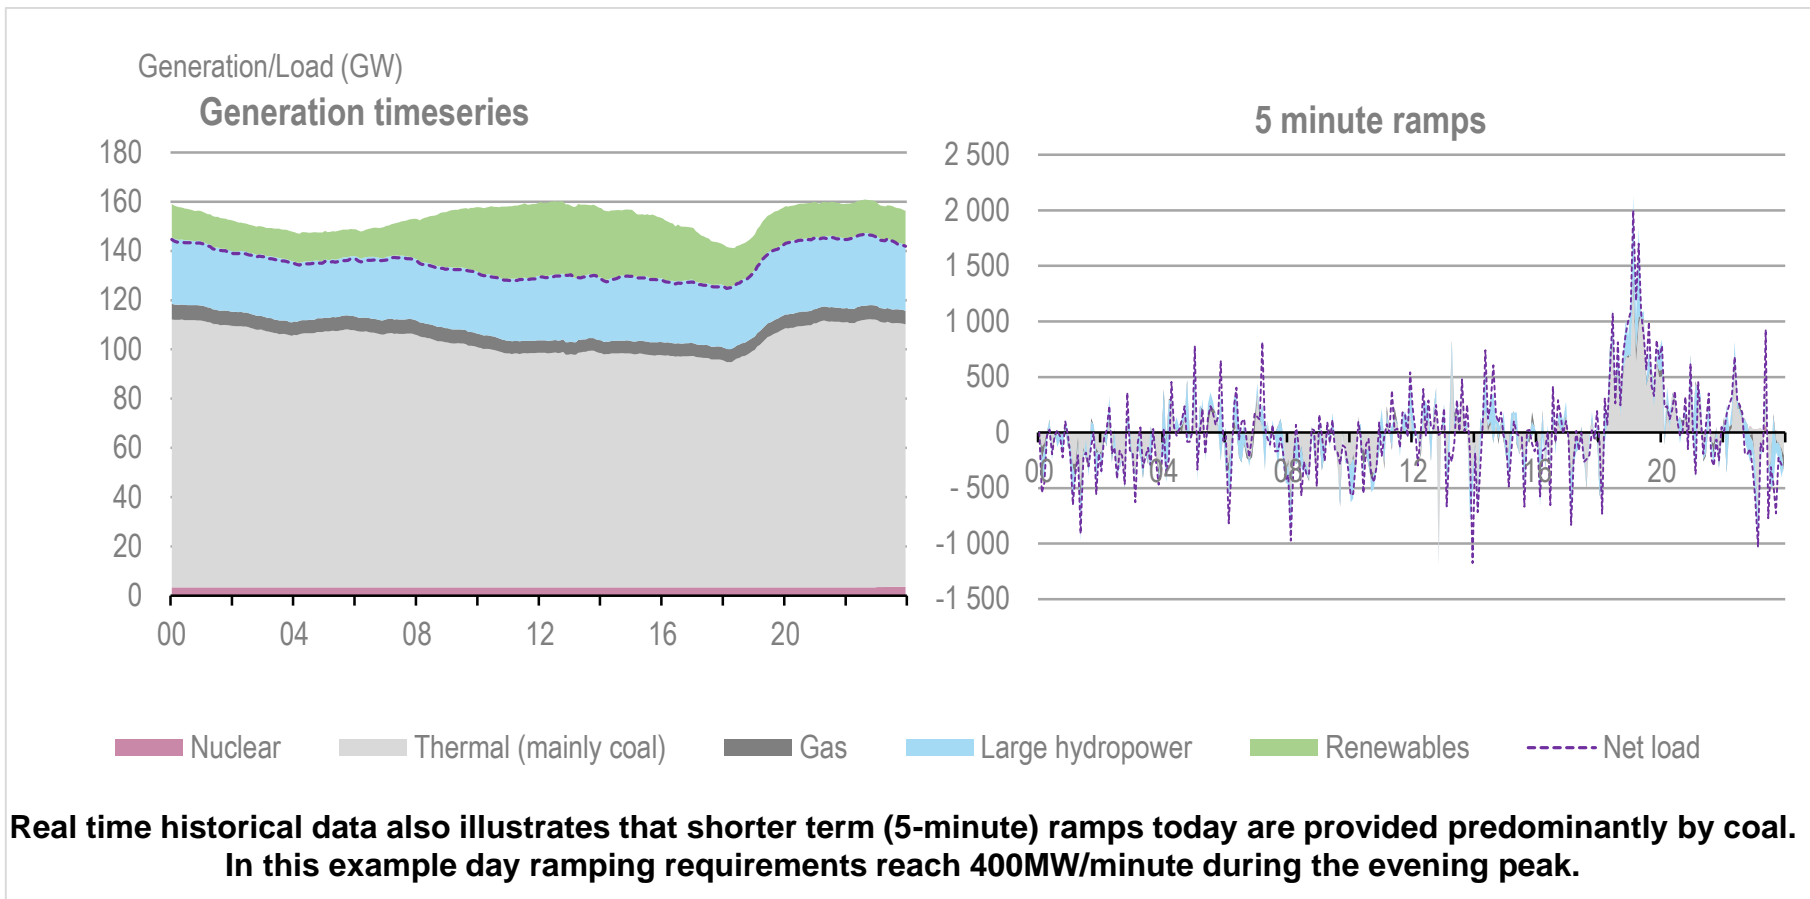 Generation/Load (GW)
Generation timeseries
180
160
140
120
100
80
60
40
20
0
00 04 08 12 16 20
5 minute ramps
2 500
2 000
1 500
1 000
500
0
- 500
-1 000
-1 500
00 04 08 12 16 20
Nuclear Thermal (mainly coal) Gas Large hydropower Renewables Net load
Real time historical data also illustrates that shorter term (5-minute) ramps today are provided predominantly by coal.
In this example day ramping requirements reach 400MW/minute during the evening peak.